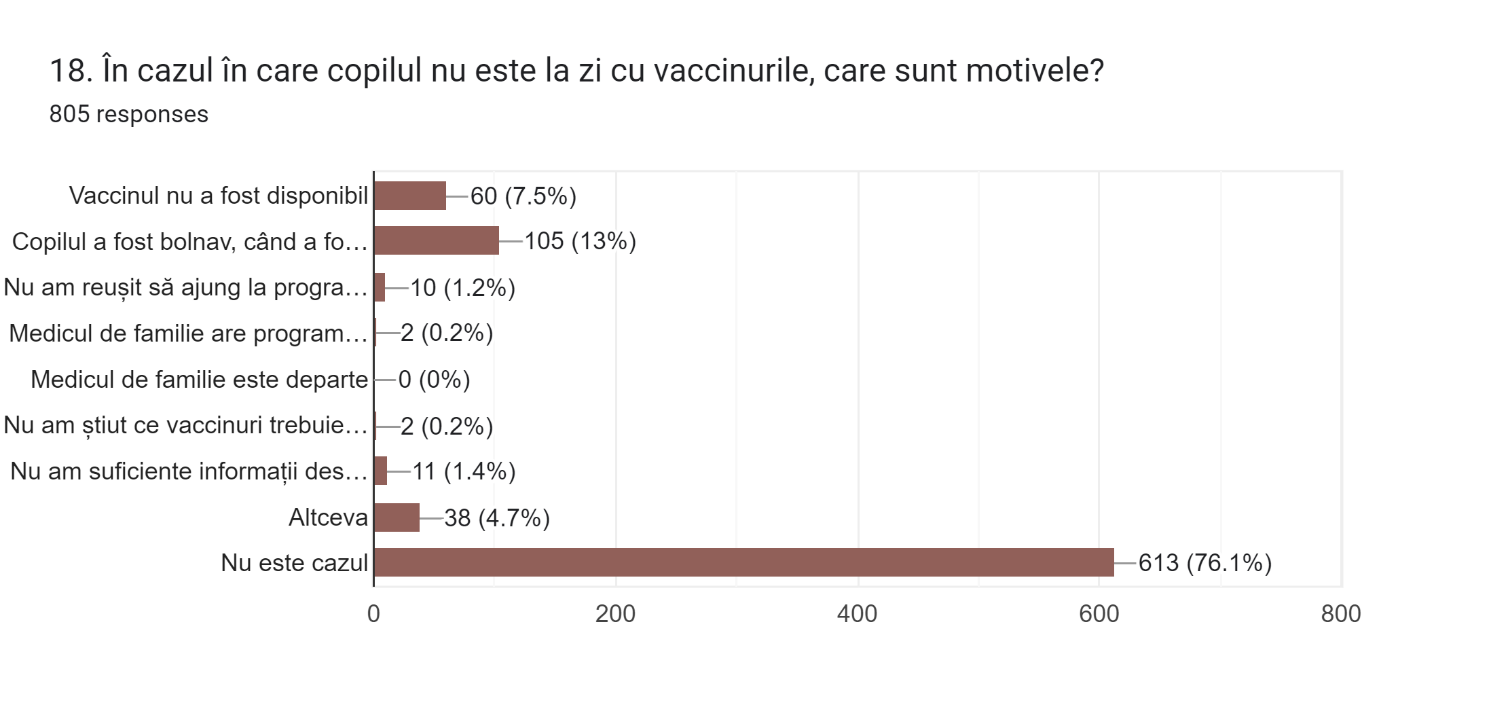 18. În cazul în care copilul nu este la zi cu vaccinurile, care sunt motivele?
805 responses
Vaccinul nu a fost disponibil 60 (7.5%)
Copilul a fost bolnav, când a fo… 105 (13%)
Nu am reușit să ajung la progra… 10 (1.2%)
Medicul de familie are program… 2 (0.2%)
Medicul de familie este departe 0 (0%)
Nu am știut ce vaccinuri trebuie… 2 (0.2%)
Nu am suficiente informații des… 11 (1.4%)
Altceva 38 (4.7%)
Nu este cazul 613 (76.1%)
0 200 400 600 800